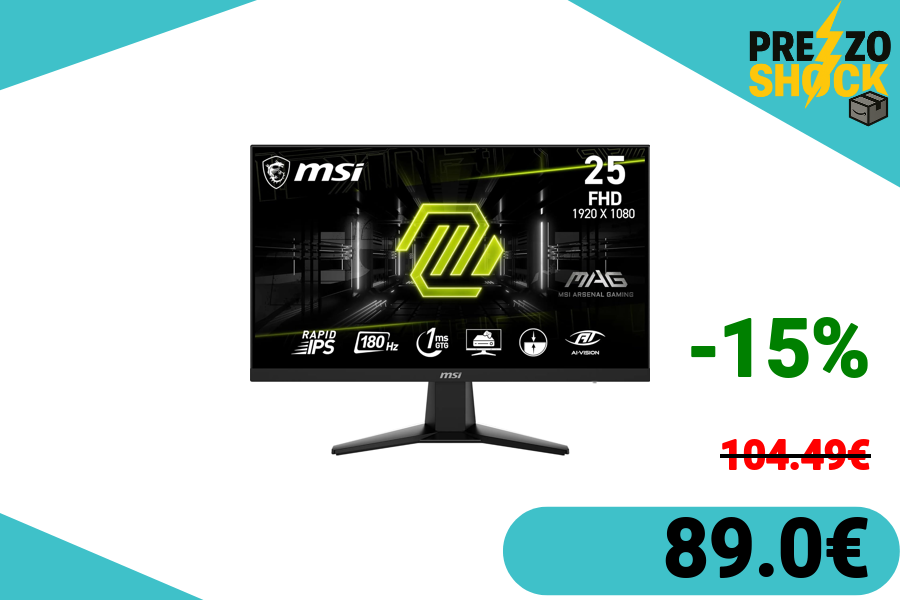 PREZZO
SHOCK
msi
25
FHD
1920 X 1080
MAG
MSI ARSENAL GAMING
RAPID
IPS
180Hz
1ms
GTG
AI
AI-VISION
msi
-15%
104.49€
89.0€